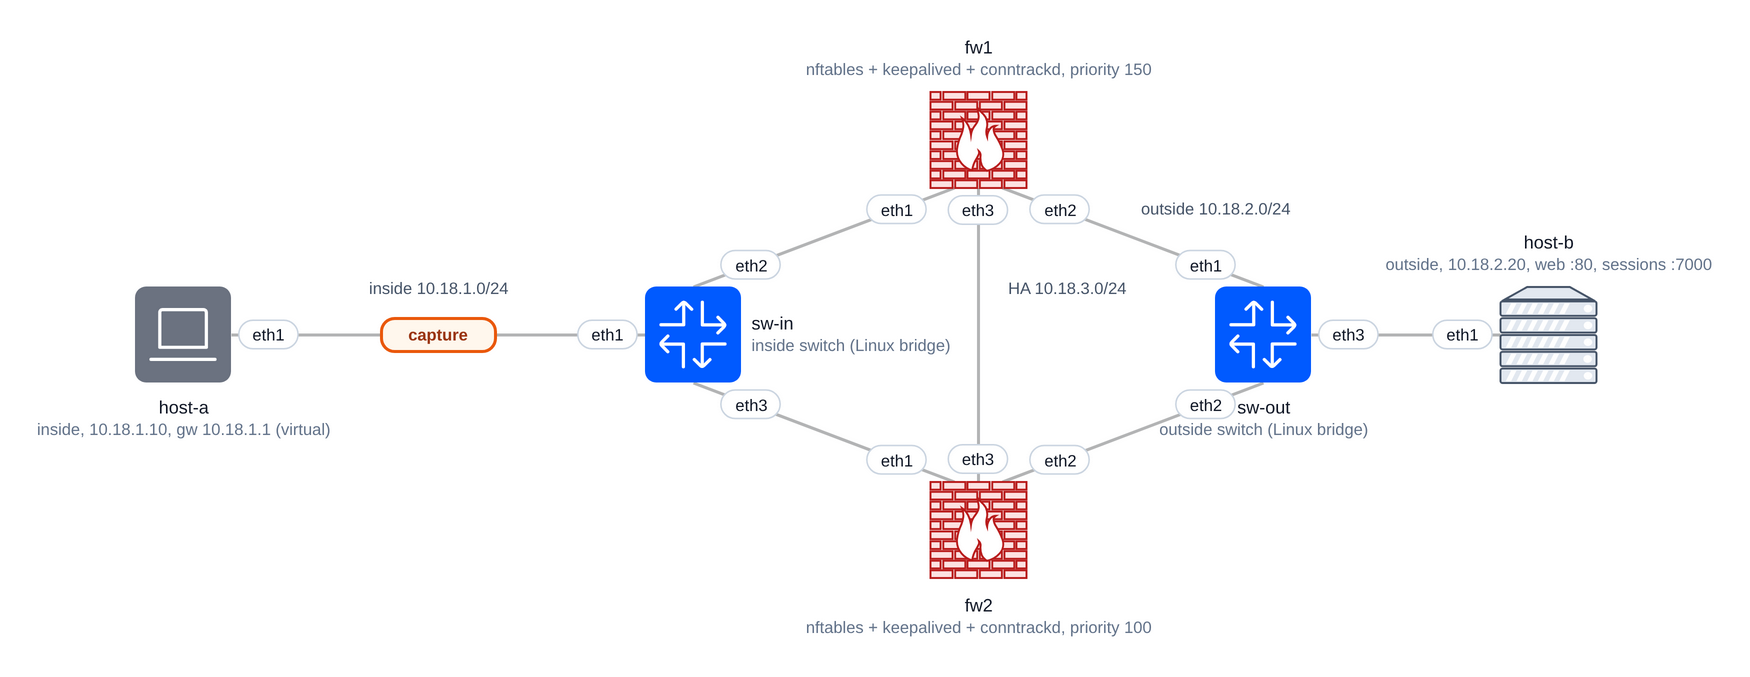 fw1
nftables + keepalived + conntrackd, priority 150
eth1
eth3
eth2
outside 10.18.2.0/24
host-b
outside, 10.18.2.20, web :80, sessions :7000
eth2
eth1
inside 10.18.1.0/24
HA 10.18.3.0/24
eth1
capture
eth1
sw-in
inside switch (Linux bridge)
eth3
eth1
host-a
inside, 10.18.1.10, gw 10.18.1.1 (virtual)
eth3
eth2
sw-out
outside switch (Linux bridge)
eth1
eth3
eth2
fw2
nftables + keepalived + conntrackd, priority 100